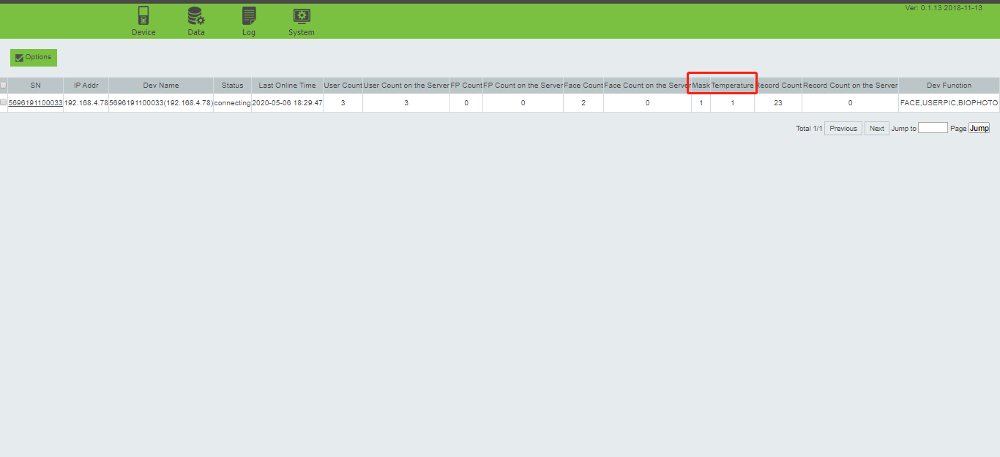 Ver: 0.1.13 2018-11-13
Device Data Log System
Options
SN IP Addr Dev Name Status Last Online Time User Count User Count on the Server FP Count FP Count on the Server Face Count Face Count on the Server Mask Temperature Record Count Record Count on the Server Dev Function
5696191100033 192.168.4.78 5696191100033(192.168.4.78) connecting 2020-05-06 18:29:47 3 3 0 0 2 0 1 1 23 0 FACE,USERPIC,BIOPHOTO
Total 1/1 Previous Next Jump to Page Jump